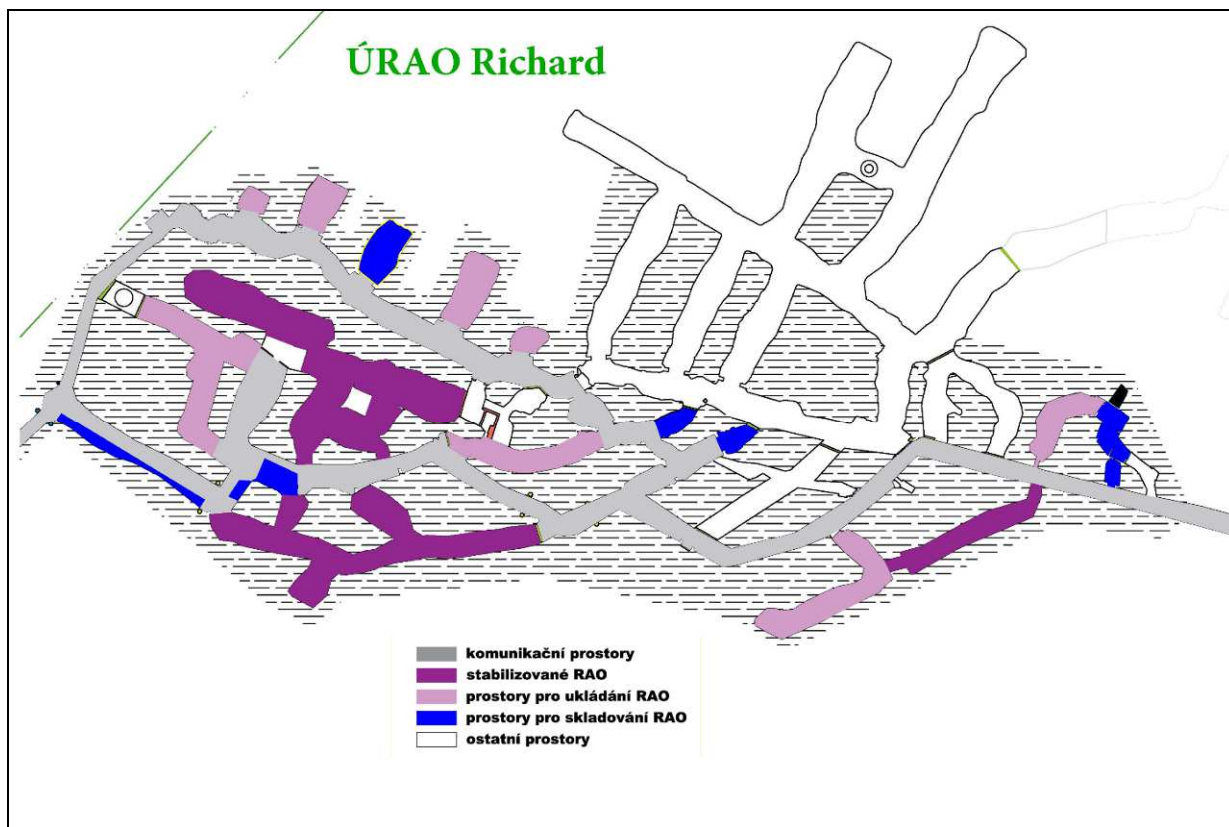 ÚRAO Richard
komunikační prostory
stabilizované RAO
prostory pro ukládání RAO
prostory pro skladování RAO
ostatní prostory